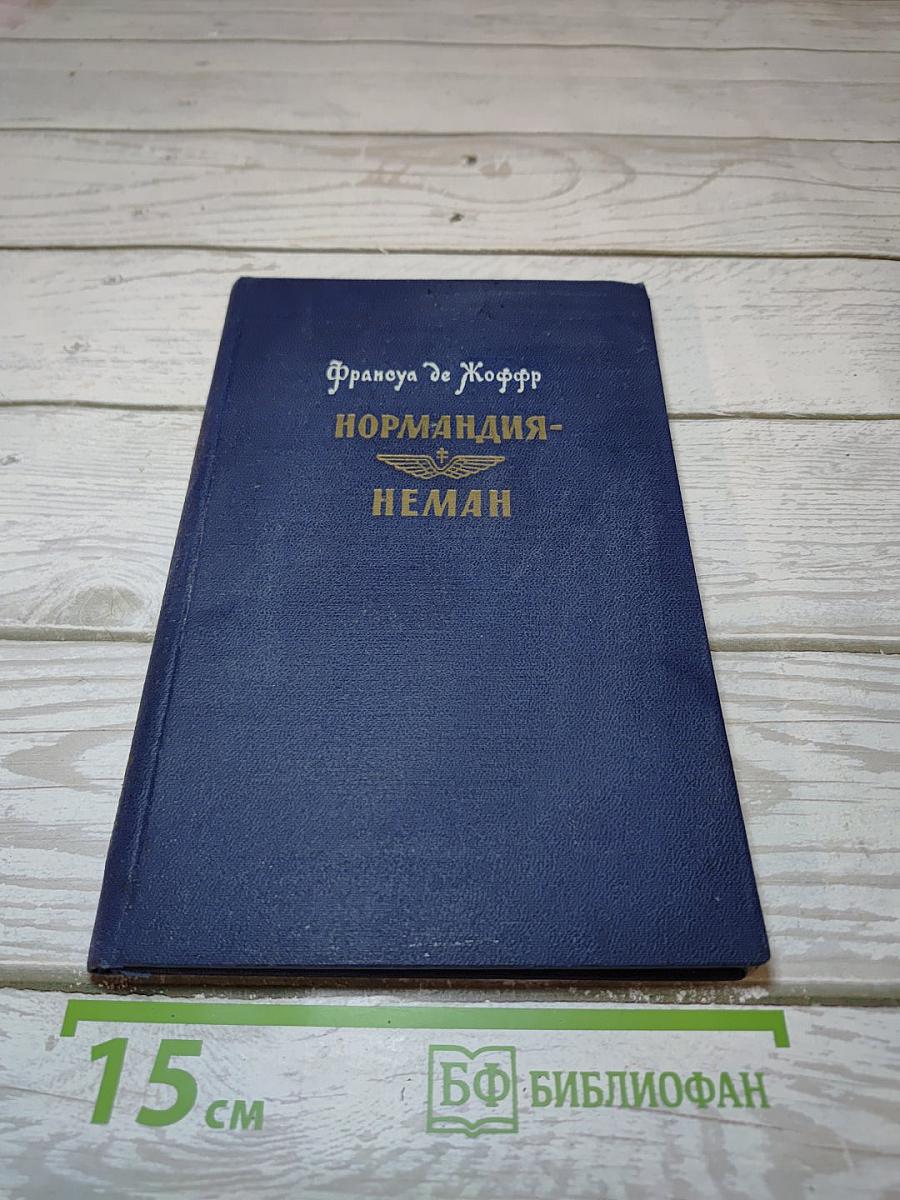 Франсуа де Жоффр
НОРМАНДИЯ-
НЕМАН
15 см
БФ БИБЛИОФАН